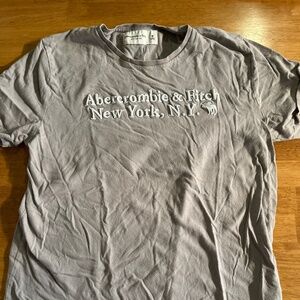 Abercrombie & Fitch
New York, N.Y.